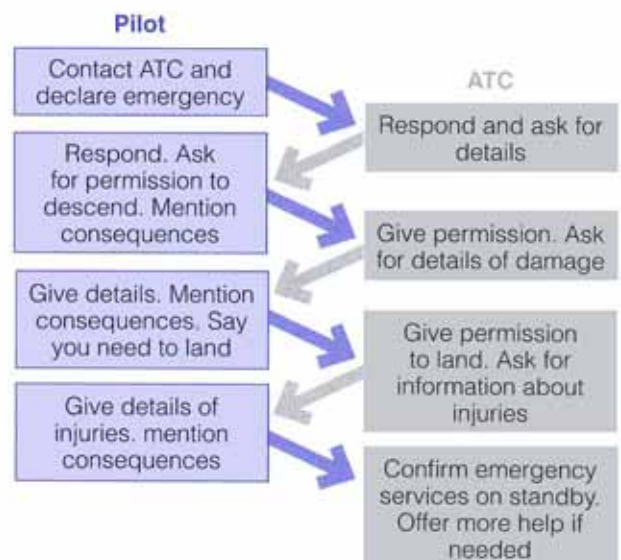 Pilot
Contact ATC and
declare emergency
ATC
Respond and ask for
details
Respond. Ask
for permission to
descend. Mention
consequences
Give permission. Ask
for details of damage
Give details. Mention
consequences. Say
you need to land
Give permission
to land. Ask for
information about
injuries
Give details of
injuries. mention
consequences
Confirm emergency
services on standby.
Offer more help if
needed